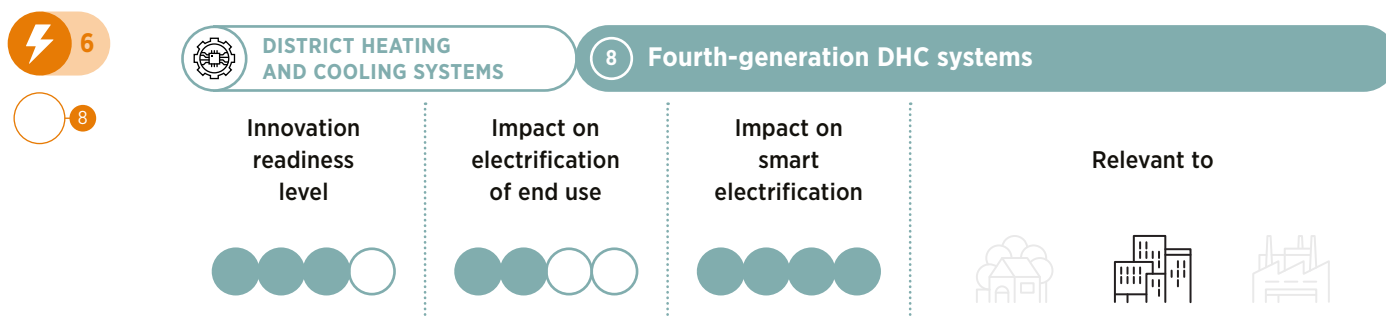 6
8
DISTRICT HEATING
AND COOLING SYSTEMS
8 Fourth-generation DHC systems
Innovation
readiness
level
Impact on
electrification
of end use
Impact on
smart
electrification
Relevant to